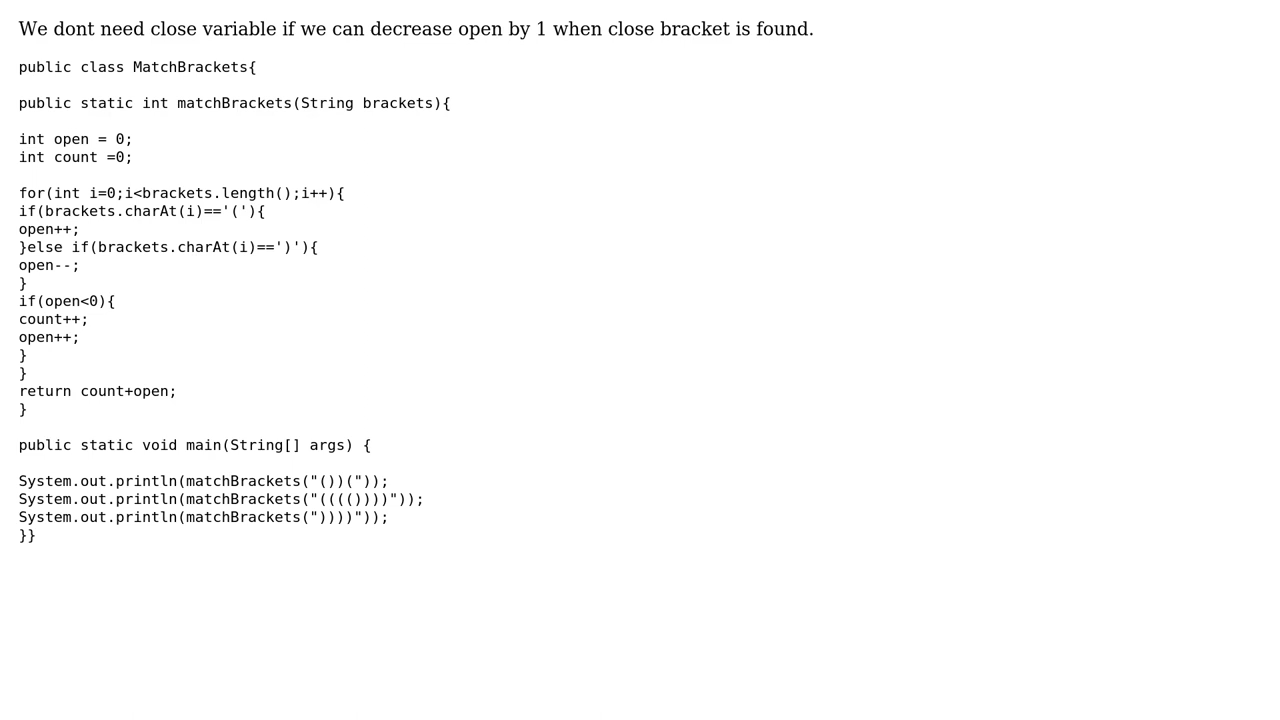 We dont need close variable if we can decrease open by 1 when close bracket is found.
public class MatchBrackets{
public static int matchBrackets(String brackets){
int open = 0;
int count =0;
for(int i=0;i<brackets.length();i++){
if(brackets.charAt(i)=='('){
open++;
}else if(brackets.charAt(i)==')'){
open--;
}
if(open<0){
count++;
open++;
}
}
return count+open;
}
public static void main(String[] args) {
System.out.println(matchBrackets("())("));
System.out.println(matchBrackets("(((())))"));
System.out.println(matchBrackets("))))"));
}}